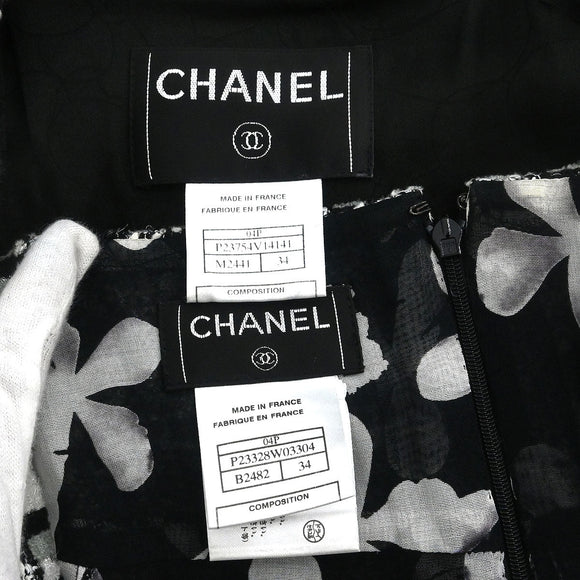 CHANEL
MADE IN FRANCE
FABRIQUE EN FRANCE
04P
P23754V14141
M2441 34
COMPOSITION
CHANEL
MADE IN FRANCE
FABRIQUE EN FRANCE
04P
P23328W03304
B2482 34
COMPOSITION